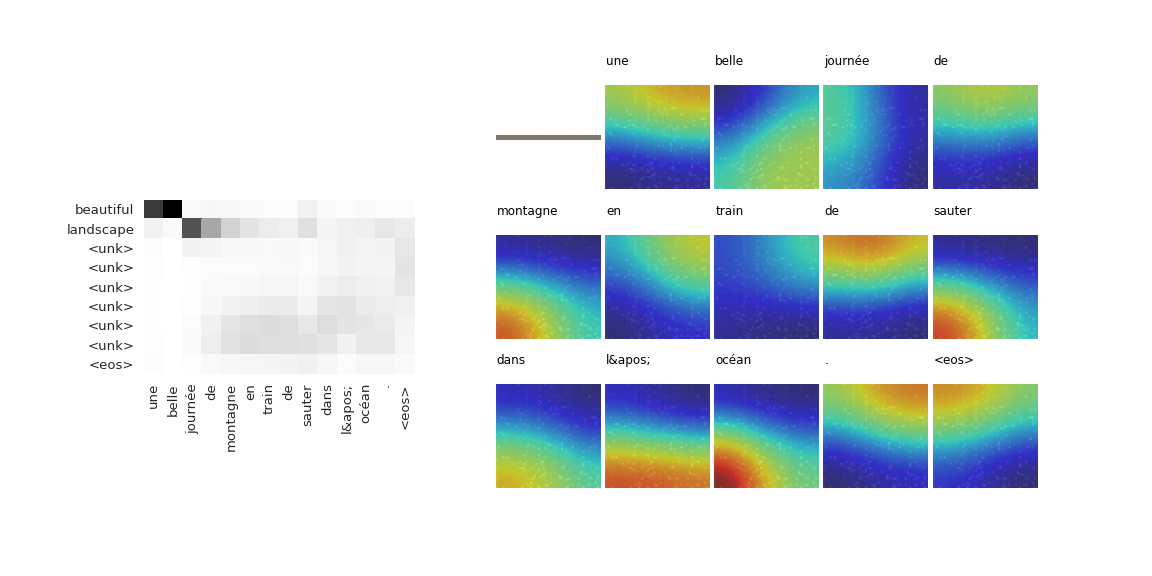 une belle journée de
beautiful
landscape
<unk>
<unk>
<unk>
<unk>
<unk>
<unk>
<eos>
une belle journée de montagne en train de sauter dans l&apos; océan . <eos>
montagne en train de sauter
dans l&apos; océan . <eos>